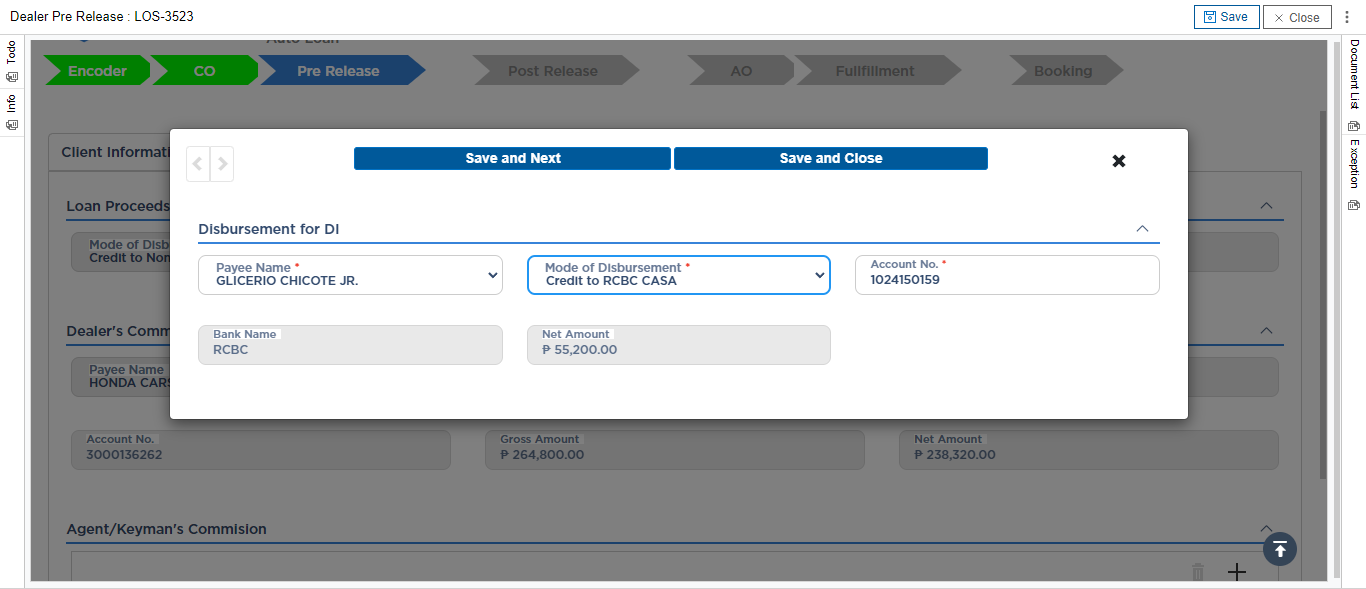 Dealer Pre Release : LOS-3523
Save
Close
Todo
Info
Document List
Exception
Auto Loan
Encoder
CO
Pre Release
Post Release
AO
Fullfillment
Booking
Client Informati
Save and Next
Save and Close
Loan Proceeds
Mode of Disb
Credit to Non
Disbursement for DI
Payee Name *
GLICERIO CHICOTE JR.
Mode of Disbursement *
Credit to RCBC CASA
Account No. *
1024150159
Bank Name
RCBC
Net Amount
₱ 55,200.00
Dealer's Comm
Payee Name
HONDA CARS
Account No.
3000136262
Gross Amount
₱ 264,800.00
Net Amount
₱ 238,320.00
Agent/Keyman's Commision